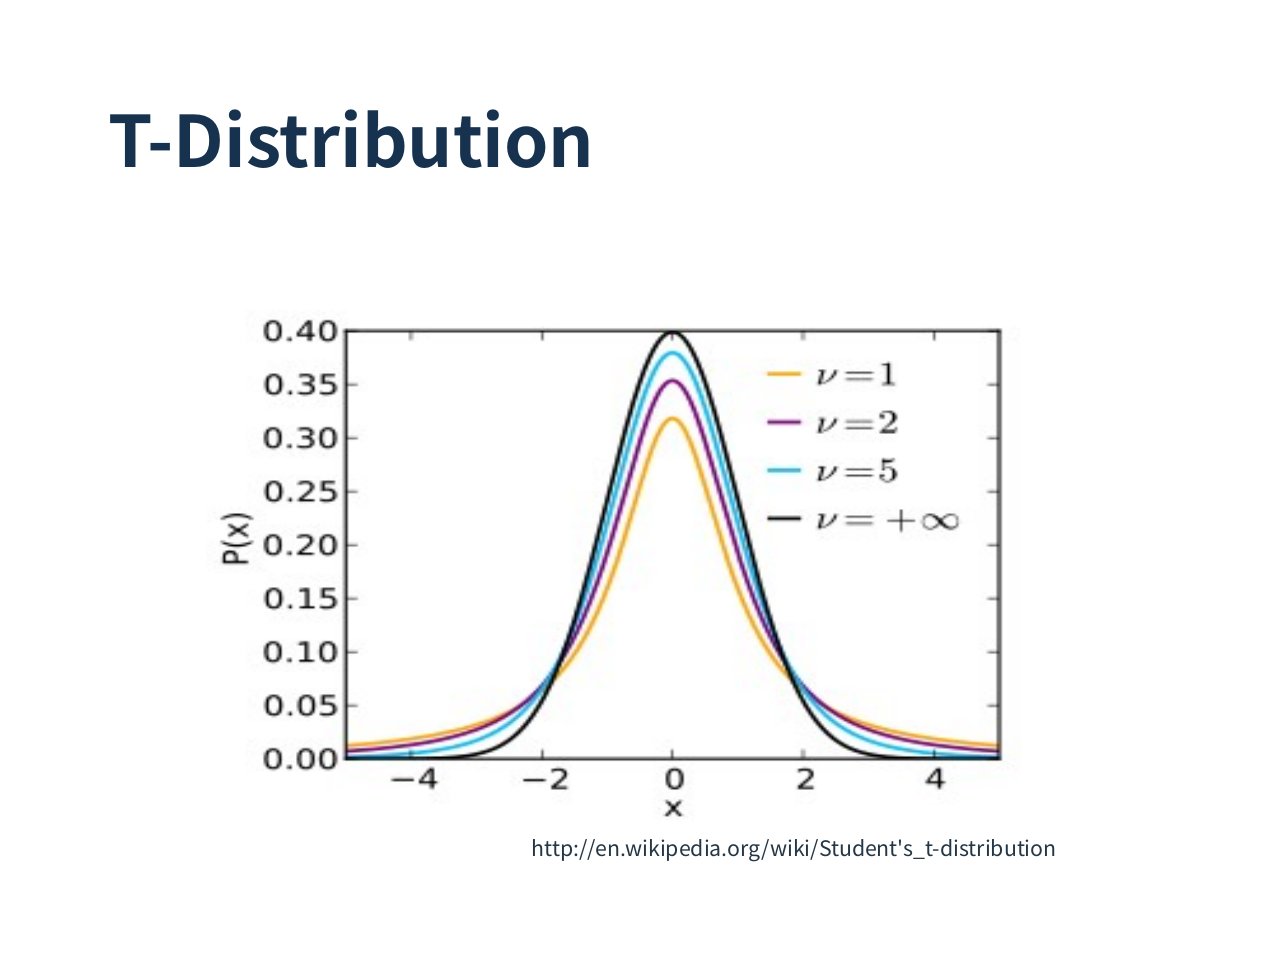 T-Distribution
0.40
0.35
0.30
0.25
0.20
0.15
0.10
0.05
0.00
P(x)
ν=1
ν=2
ν=5
ν=+∞
−4 −2 0 2 4
x
http://en.wikipedia.org/wiki/Student's_t-distribution